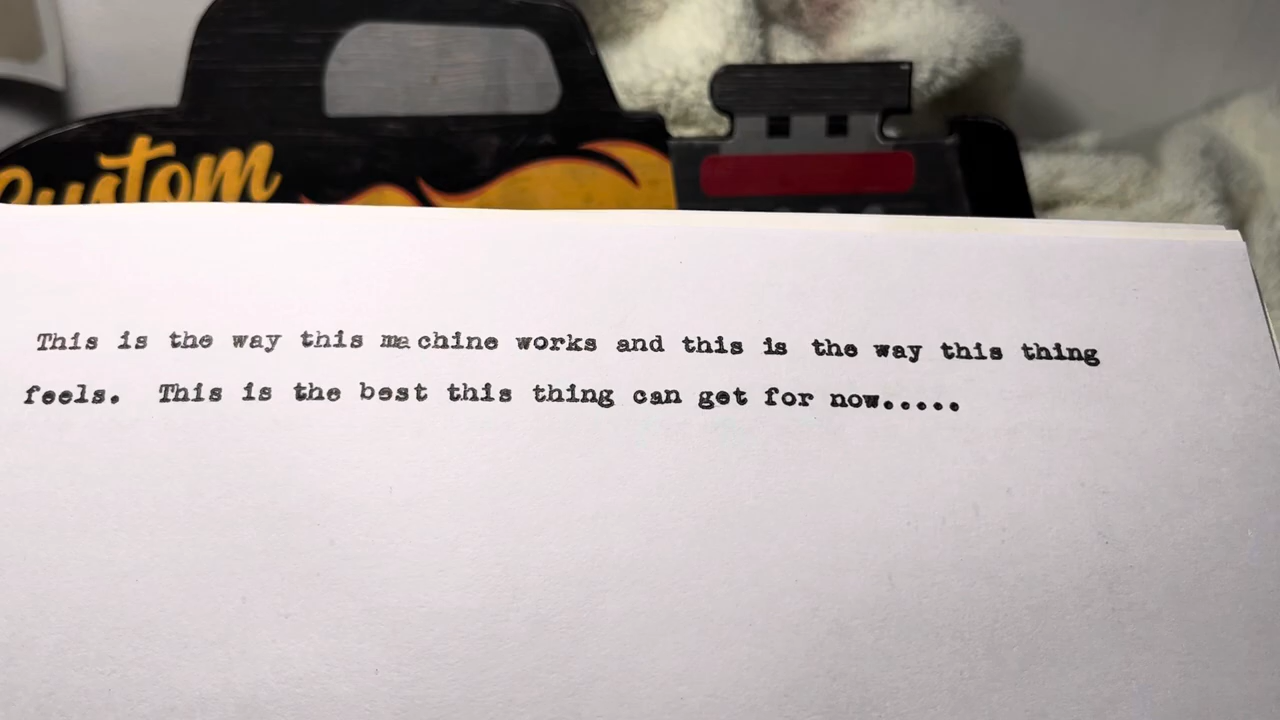 Custom
This is the way this machine works and this is the way this thing
feels.  This is the best this thing can get for now.....